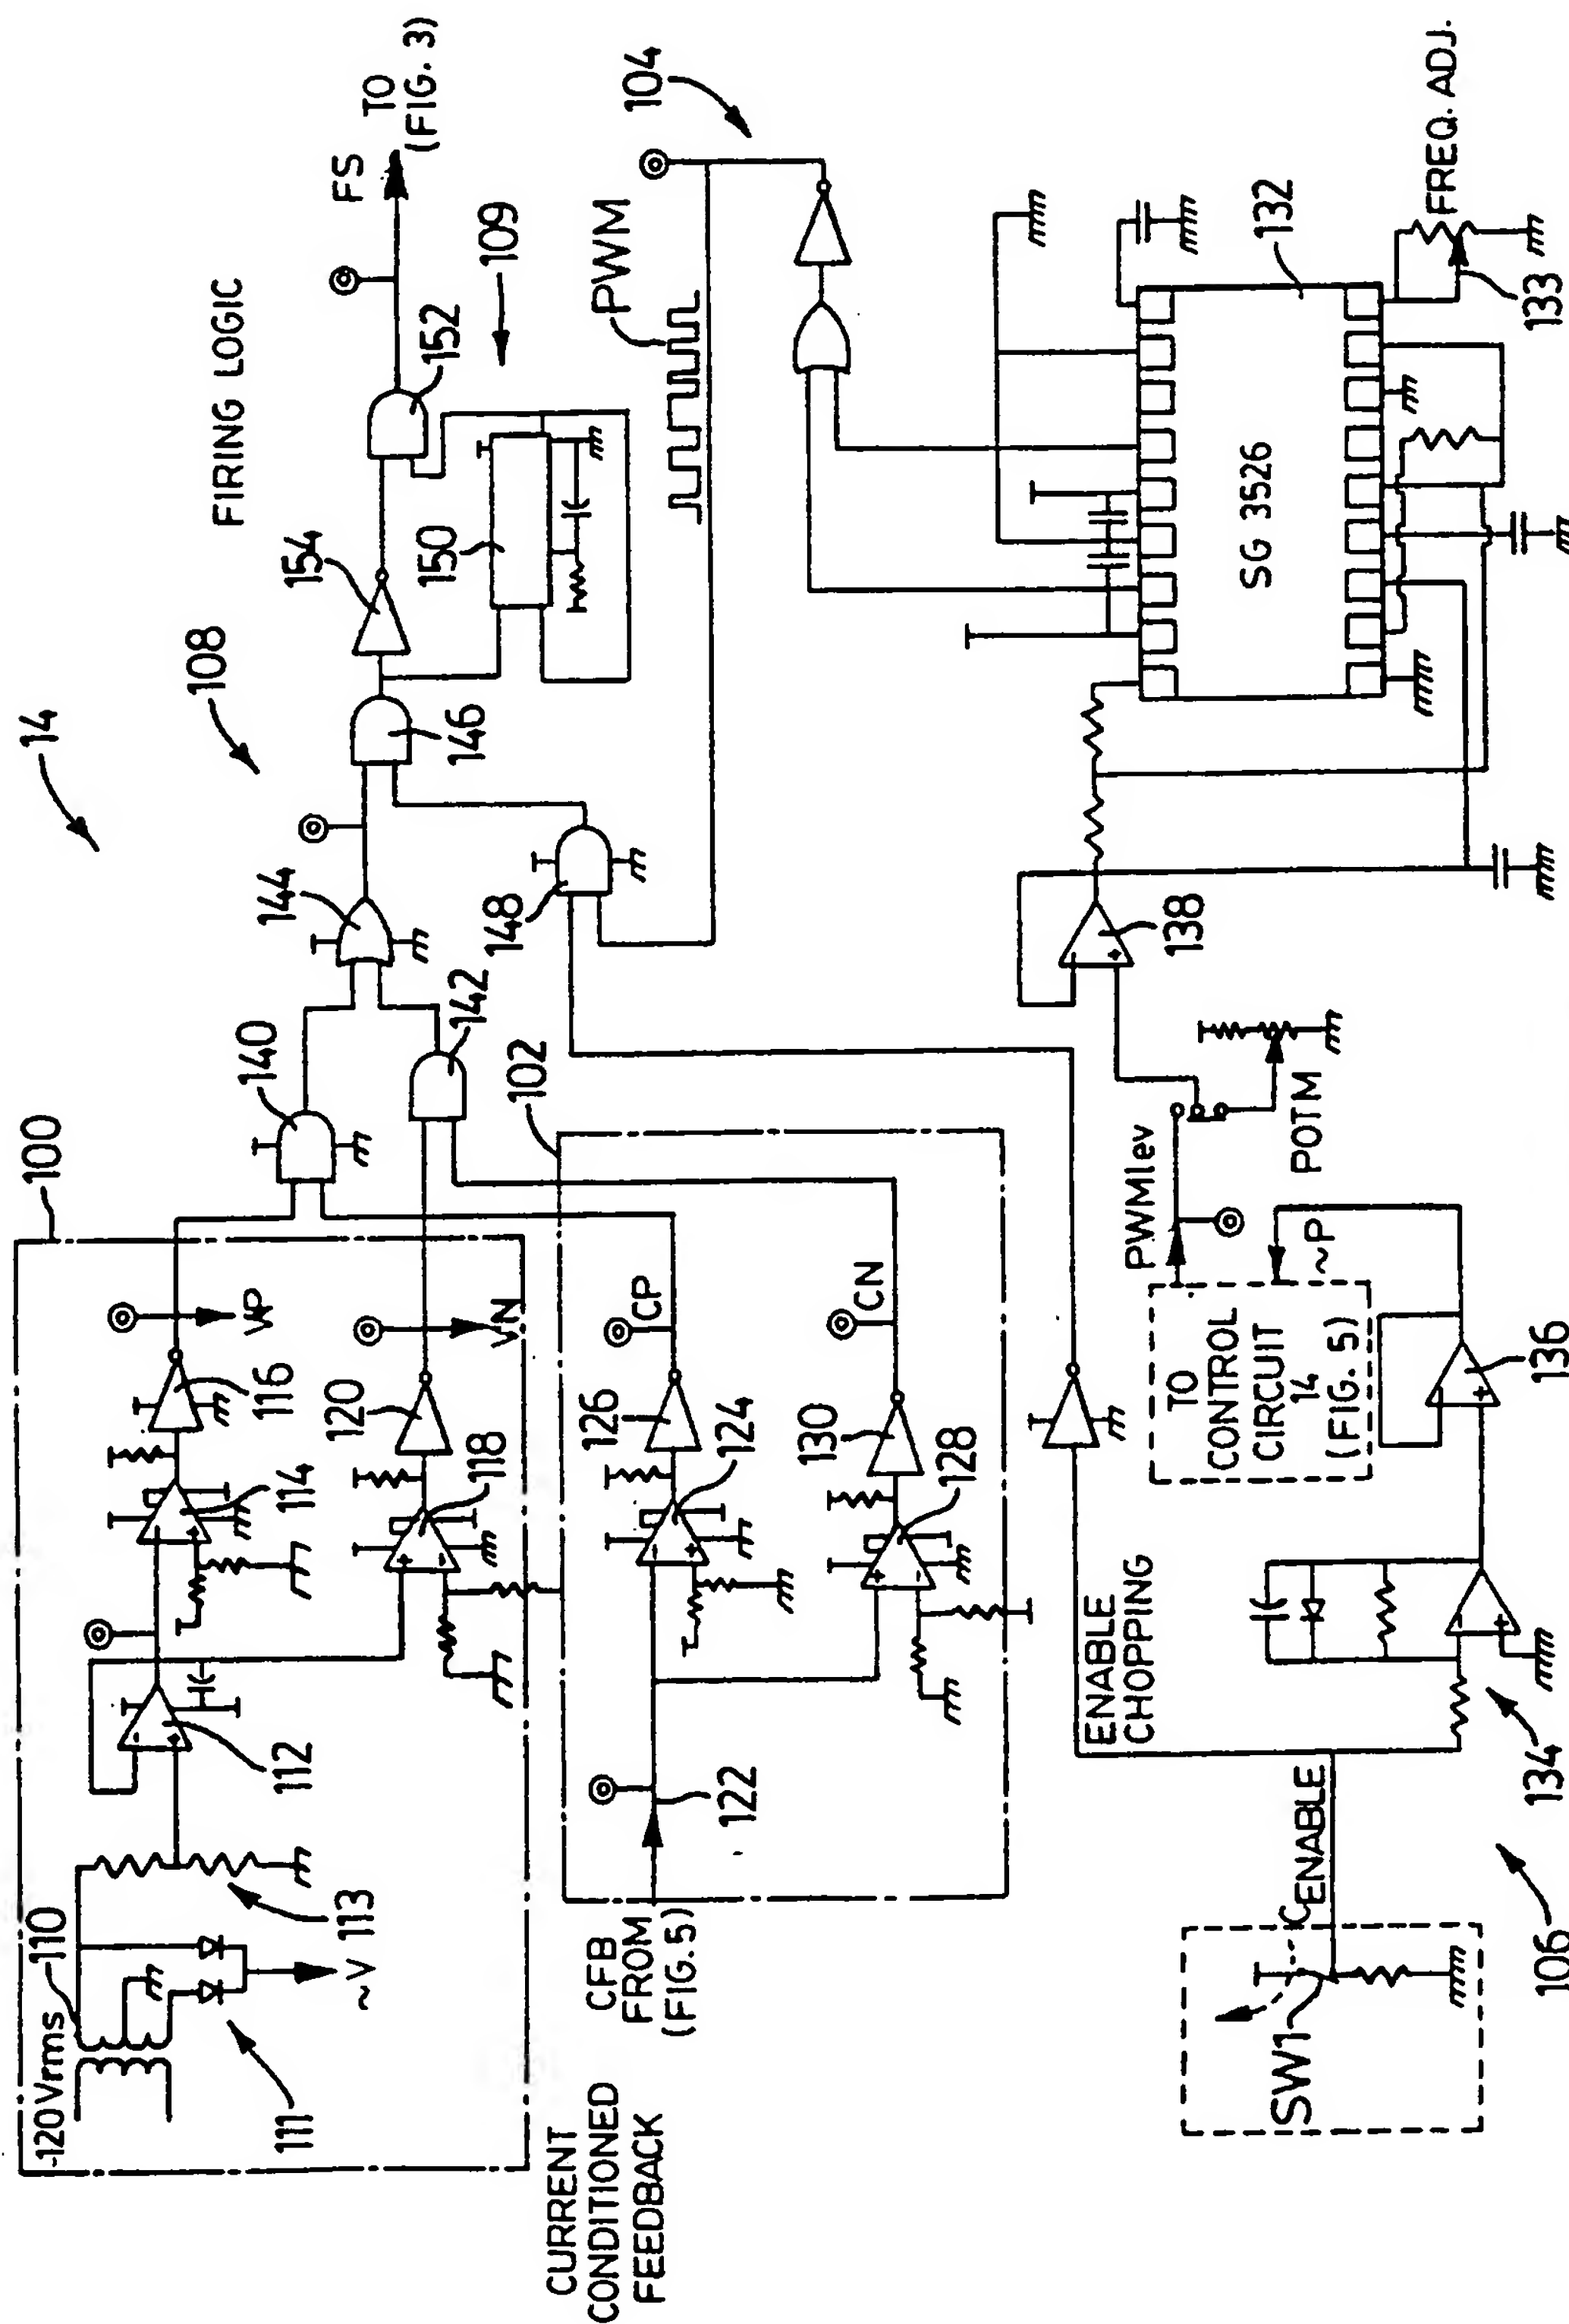 14
100
-120Vrms
110
111
113
~V
112
114
116
VP
118
120
VN
140
142
144
108
146
154
FIRING LOGIC
152
150
109
FS
TO
(FIG. 3)
CURRENT
CONDITIONED
FEEDBACK
CFB
FROM
(FIG.5)
122
102
124
126
CP
128
130
CN
148
PWM
104
SW1
CENABLE
106
ENABLE
CHOPPING
134
136
TO
CONTROL
CIRCUIT
14
(FIG. 5)
~P
PWMlev
POTM
138
SG 3526
132
133
FREQ. ADJ.